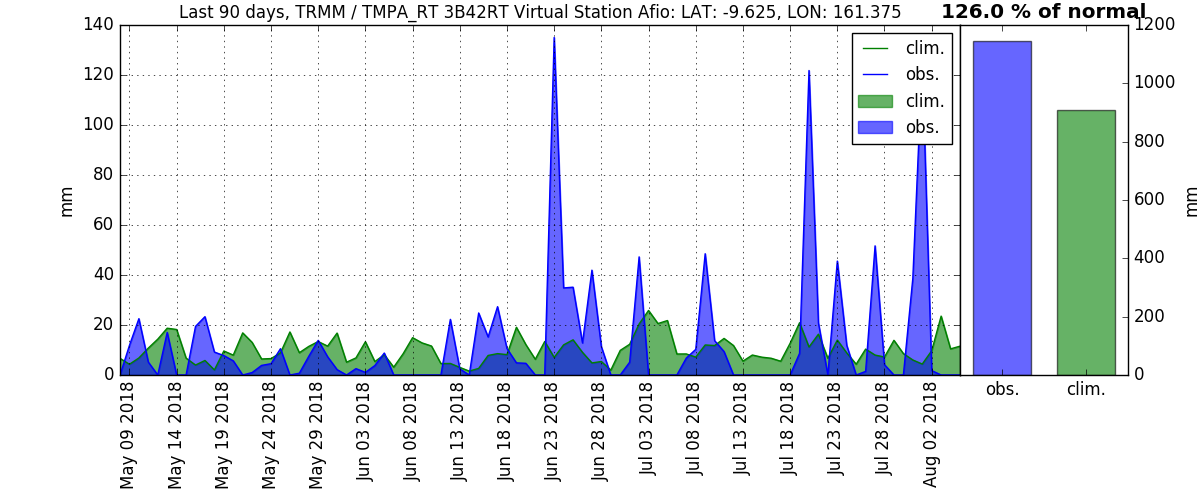 Last 90 days, TRMM / TMPA_RT 3B42RT Virtual Station Afio: LAT: -9.625, LON: 161.375
126.0 % of normal
140
120
100
80
60
40
20
0
mm
clim.
obs.
clim.
obs.
May 09 2018
May 14 2018
May 19 2018
May 24 2018
May 29 2018
Jun 03 2018
Jun 08 2018
Jun 13 2018
Jun 18 2018
Jun 23 2018
Jun 28 2018
Jul 03 2018
Jul 08 2018
Jul 13 2018
Jul 18 2018
Jul 23 2018
Jul 28 2018
Aug 02 2018
1200
1000
800
600
400
200
0
mm
obs.
clim.